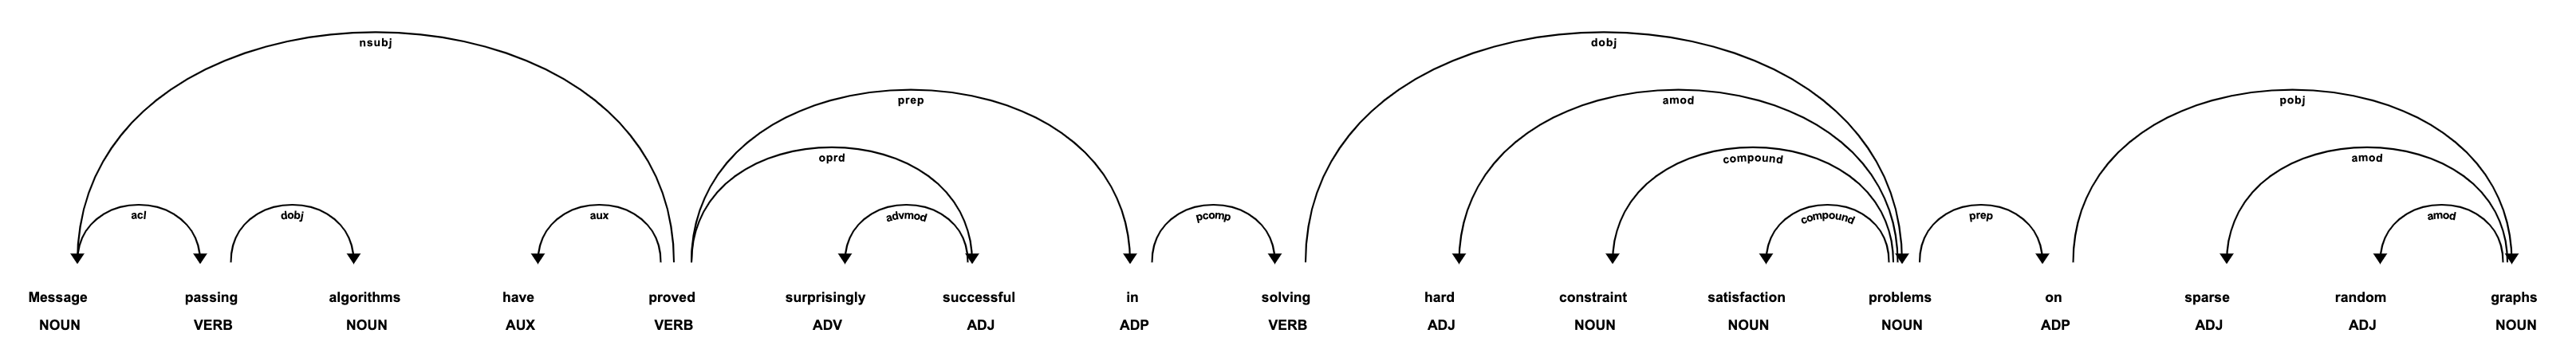 nsubj dobj
prep amod pobj
oprd compound amod
acl dobj aux advmod pcomp compound prep amod
Message passing algorithms have proved surprisingly successful in solving hard constraint satisfaction problems on sparse random graphs
NOUN VERB NOUN AUX VERB ADV ADJ ADP VERB ADJ NOUN NOUN NOUN ADP ADJ ADJ NOUN